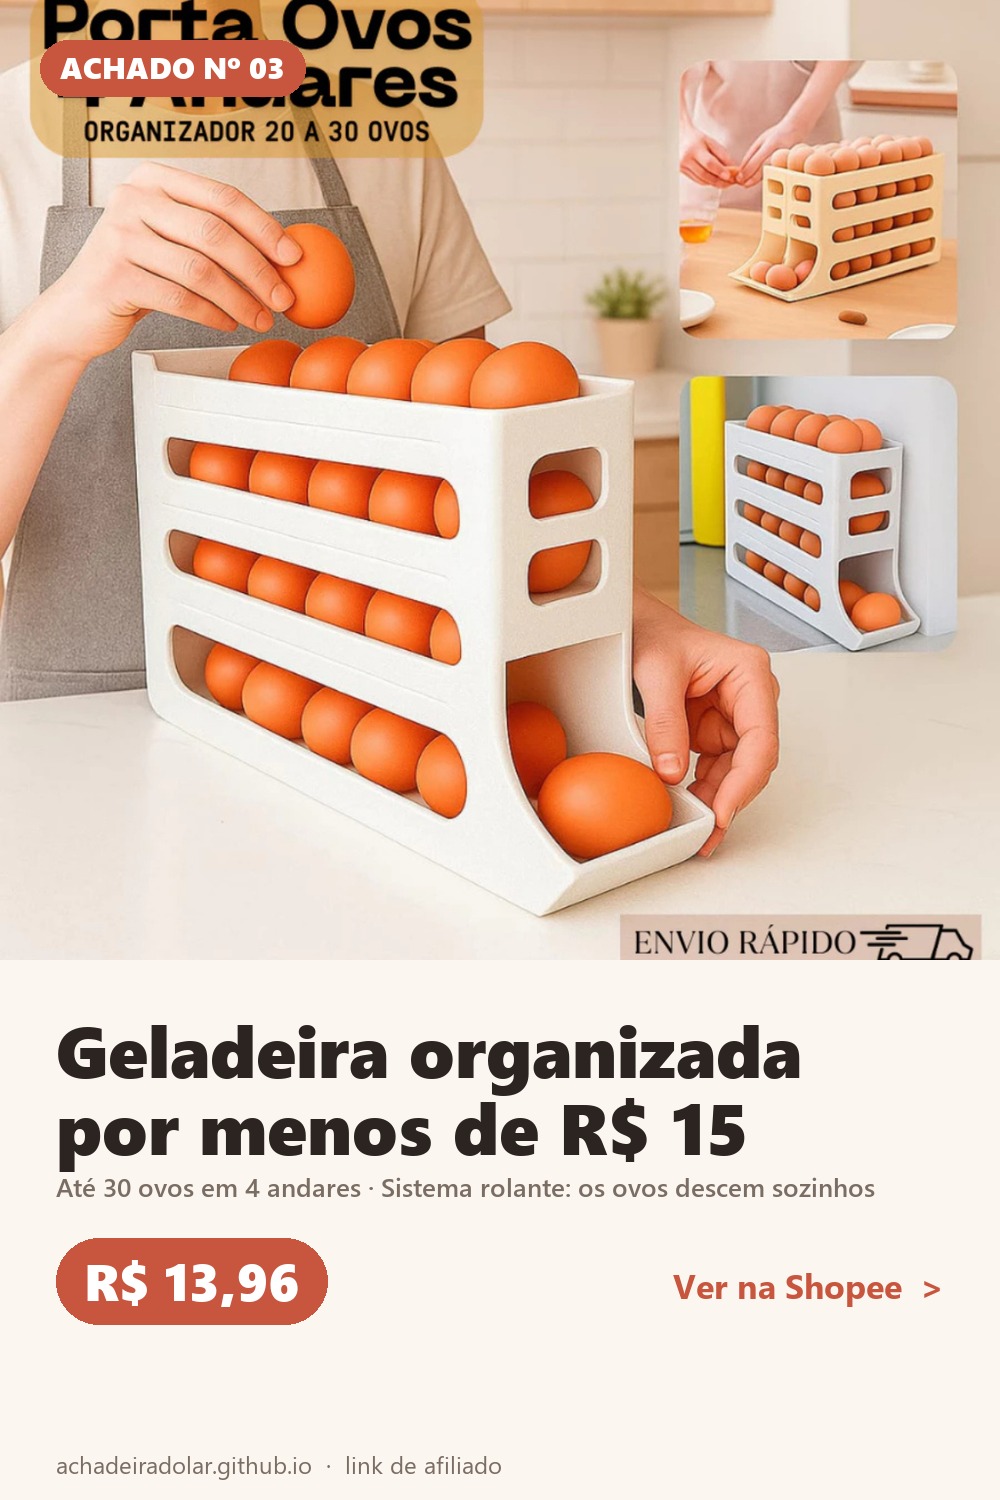 Porta Ovos
ACHADO Nº 03
ORGANIZADOR 20 A 30 OVOS
ENVIO RÁPIDO
Geladeira organizada
por menos de R$ 15
Até 30 ovos em 4 andares · Sistema rolante: os ovos descem sozinhos
R$ 13,96
Ver na Shopee >
achadeiradolar.github.io · link de afiliado